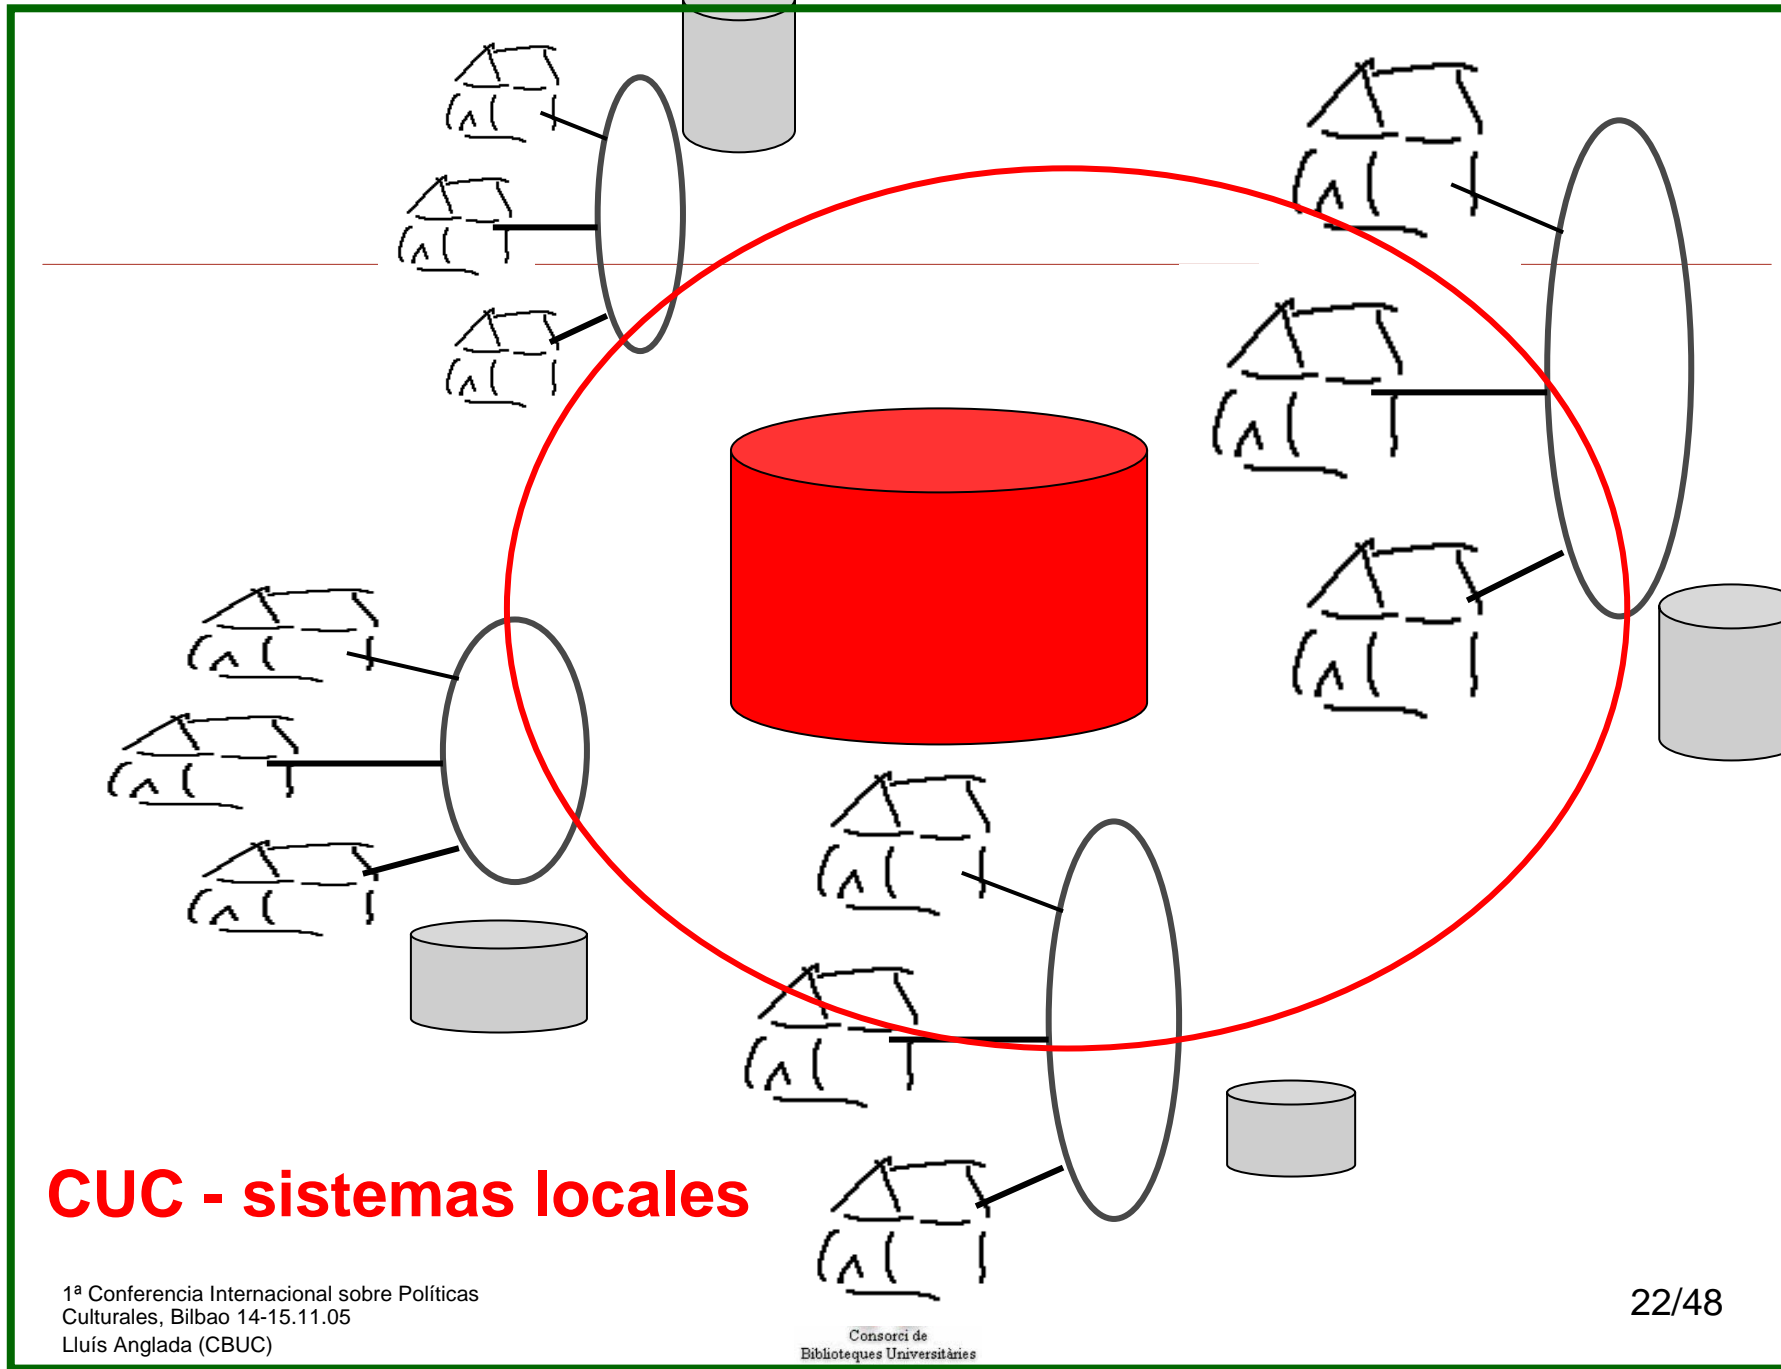 CUC - sistemas locales
1ª Conferencia Internacional sobre Políticas
Culturales, Bilbao 14-15.11.05
Lluís Anglada (CBUC)
Consorci de
Biblioteques Universitàries
22/48